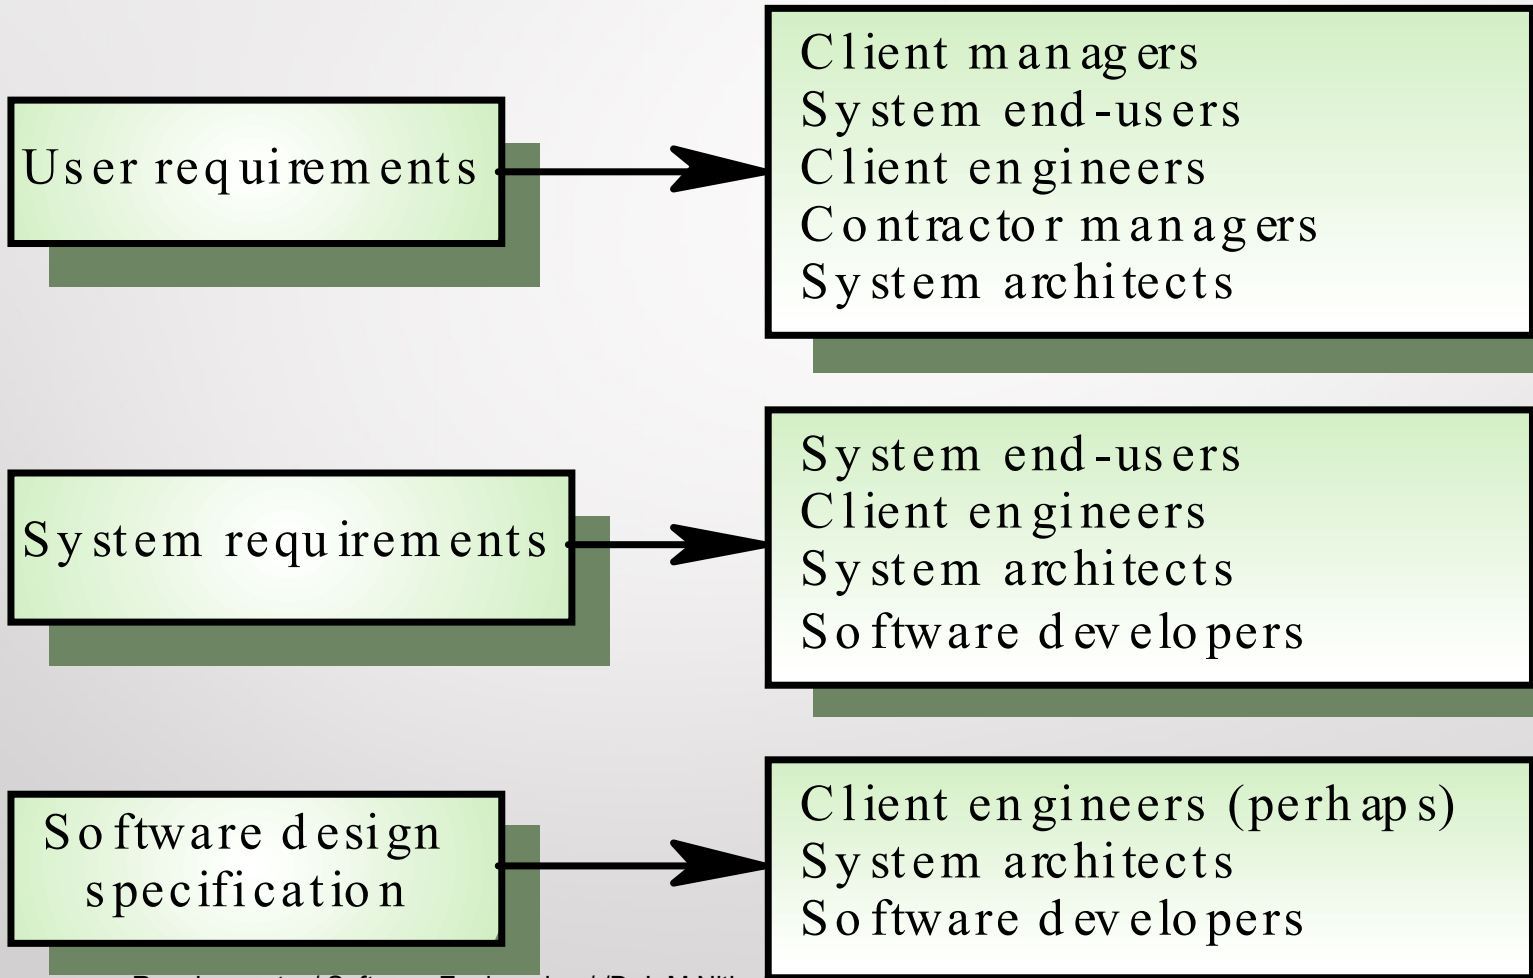 User requirements
Client managers
System end-users
Client engineers
Contractor managers
System architects
System requirements
System end-users
Client engineers
System architects
Software developers
Software design
specification
Client engineers (perhaps)
System architects
Software developers